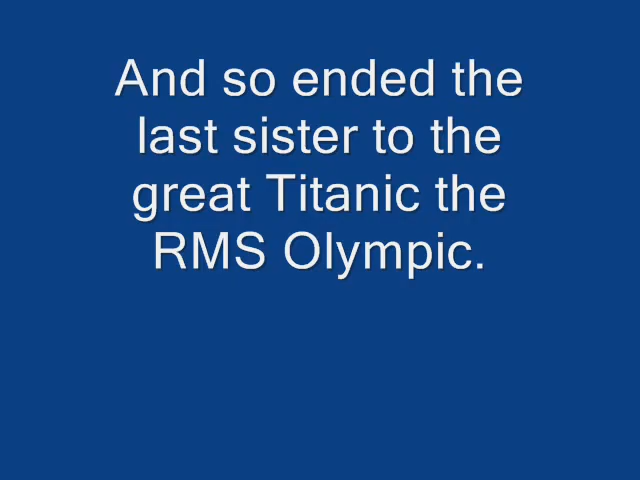 And so ended the
last sister to the
great Titanic the
RMS Olympic.